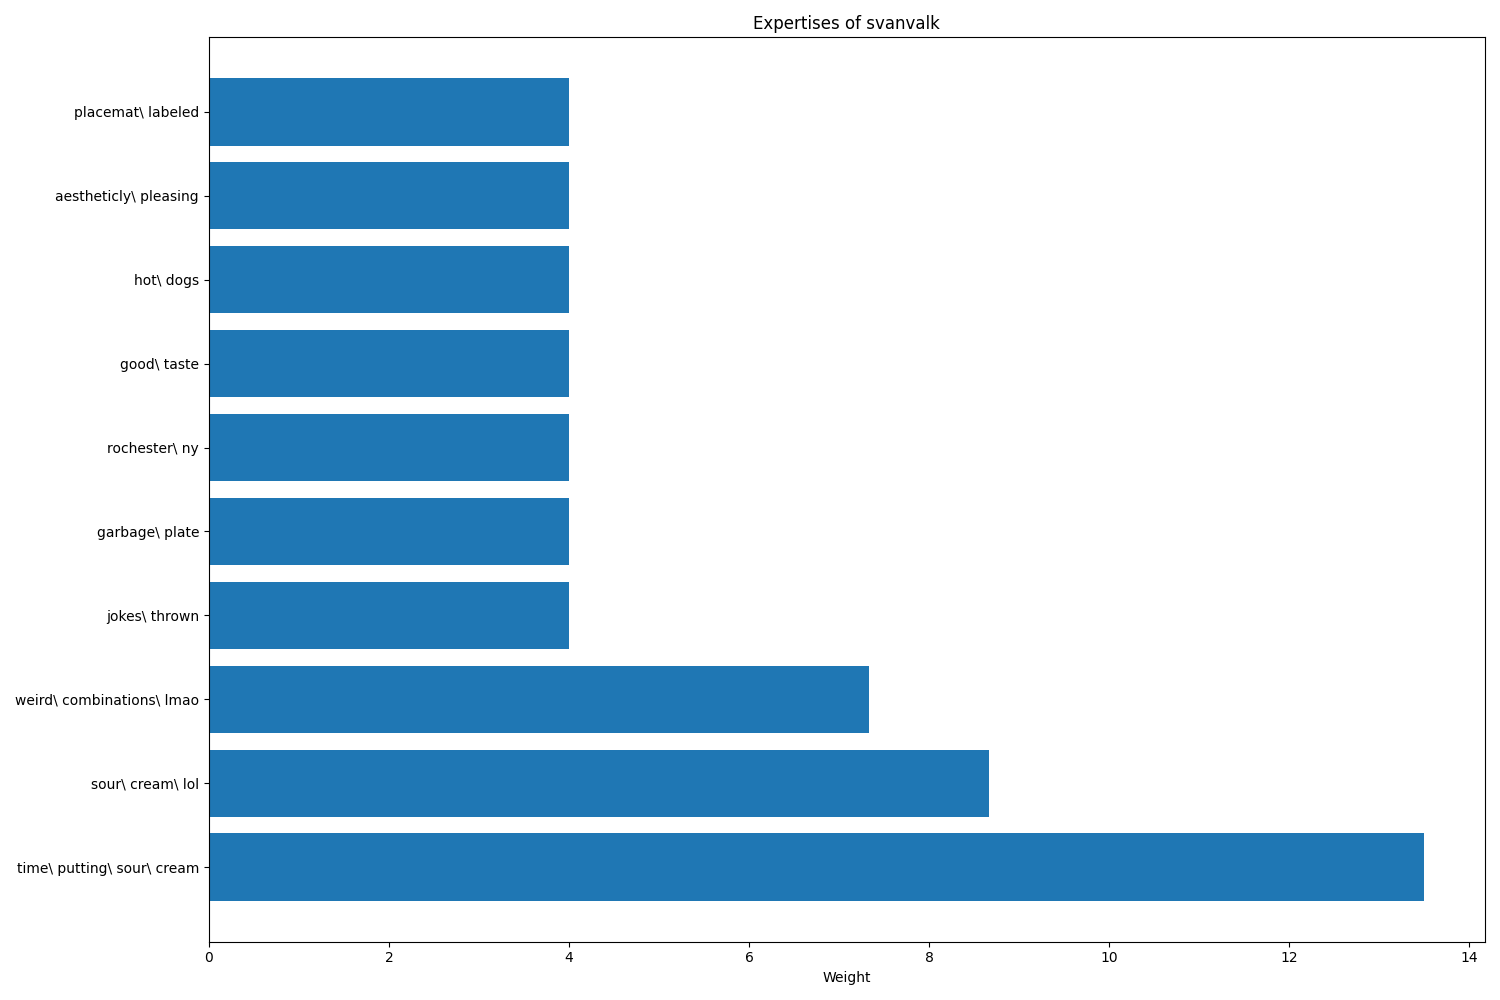 Expertises of svanvalk
placemat\ labeled
aestheticly\ pleasing
hot\ dogs
good\ taste
rochester\ ny
garbage\ plate
jokes\ thrown
weird\ combinations\ lmao
sour\ cream\ lol
time\ putting\ sour\ cream
0 2 4 6 8 10 12 14
Weight